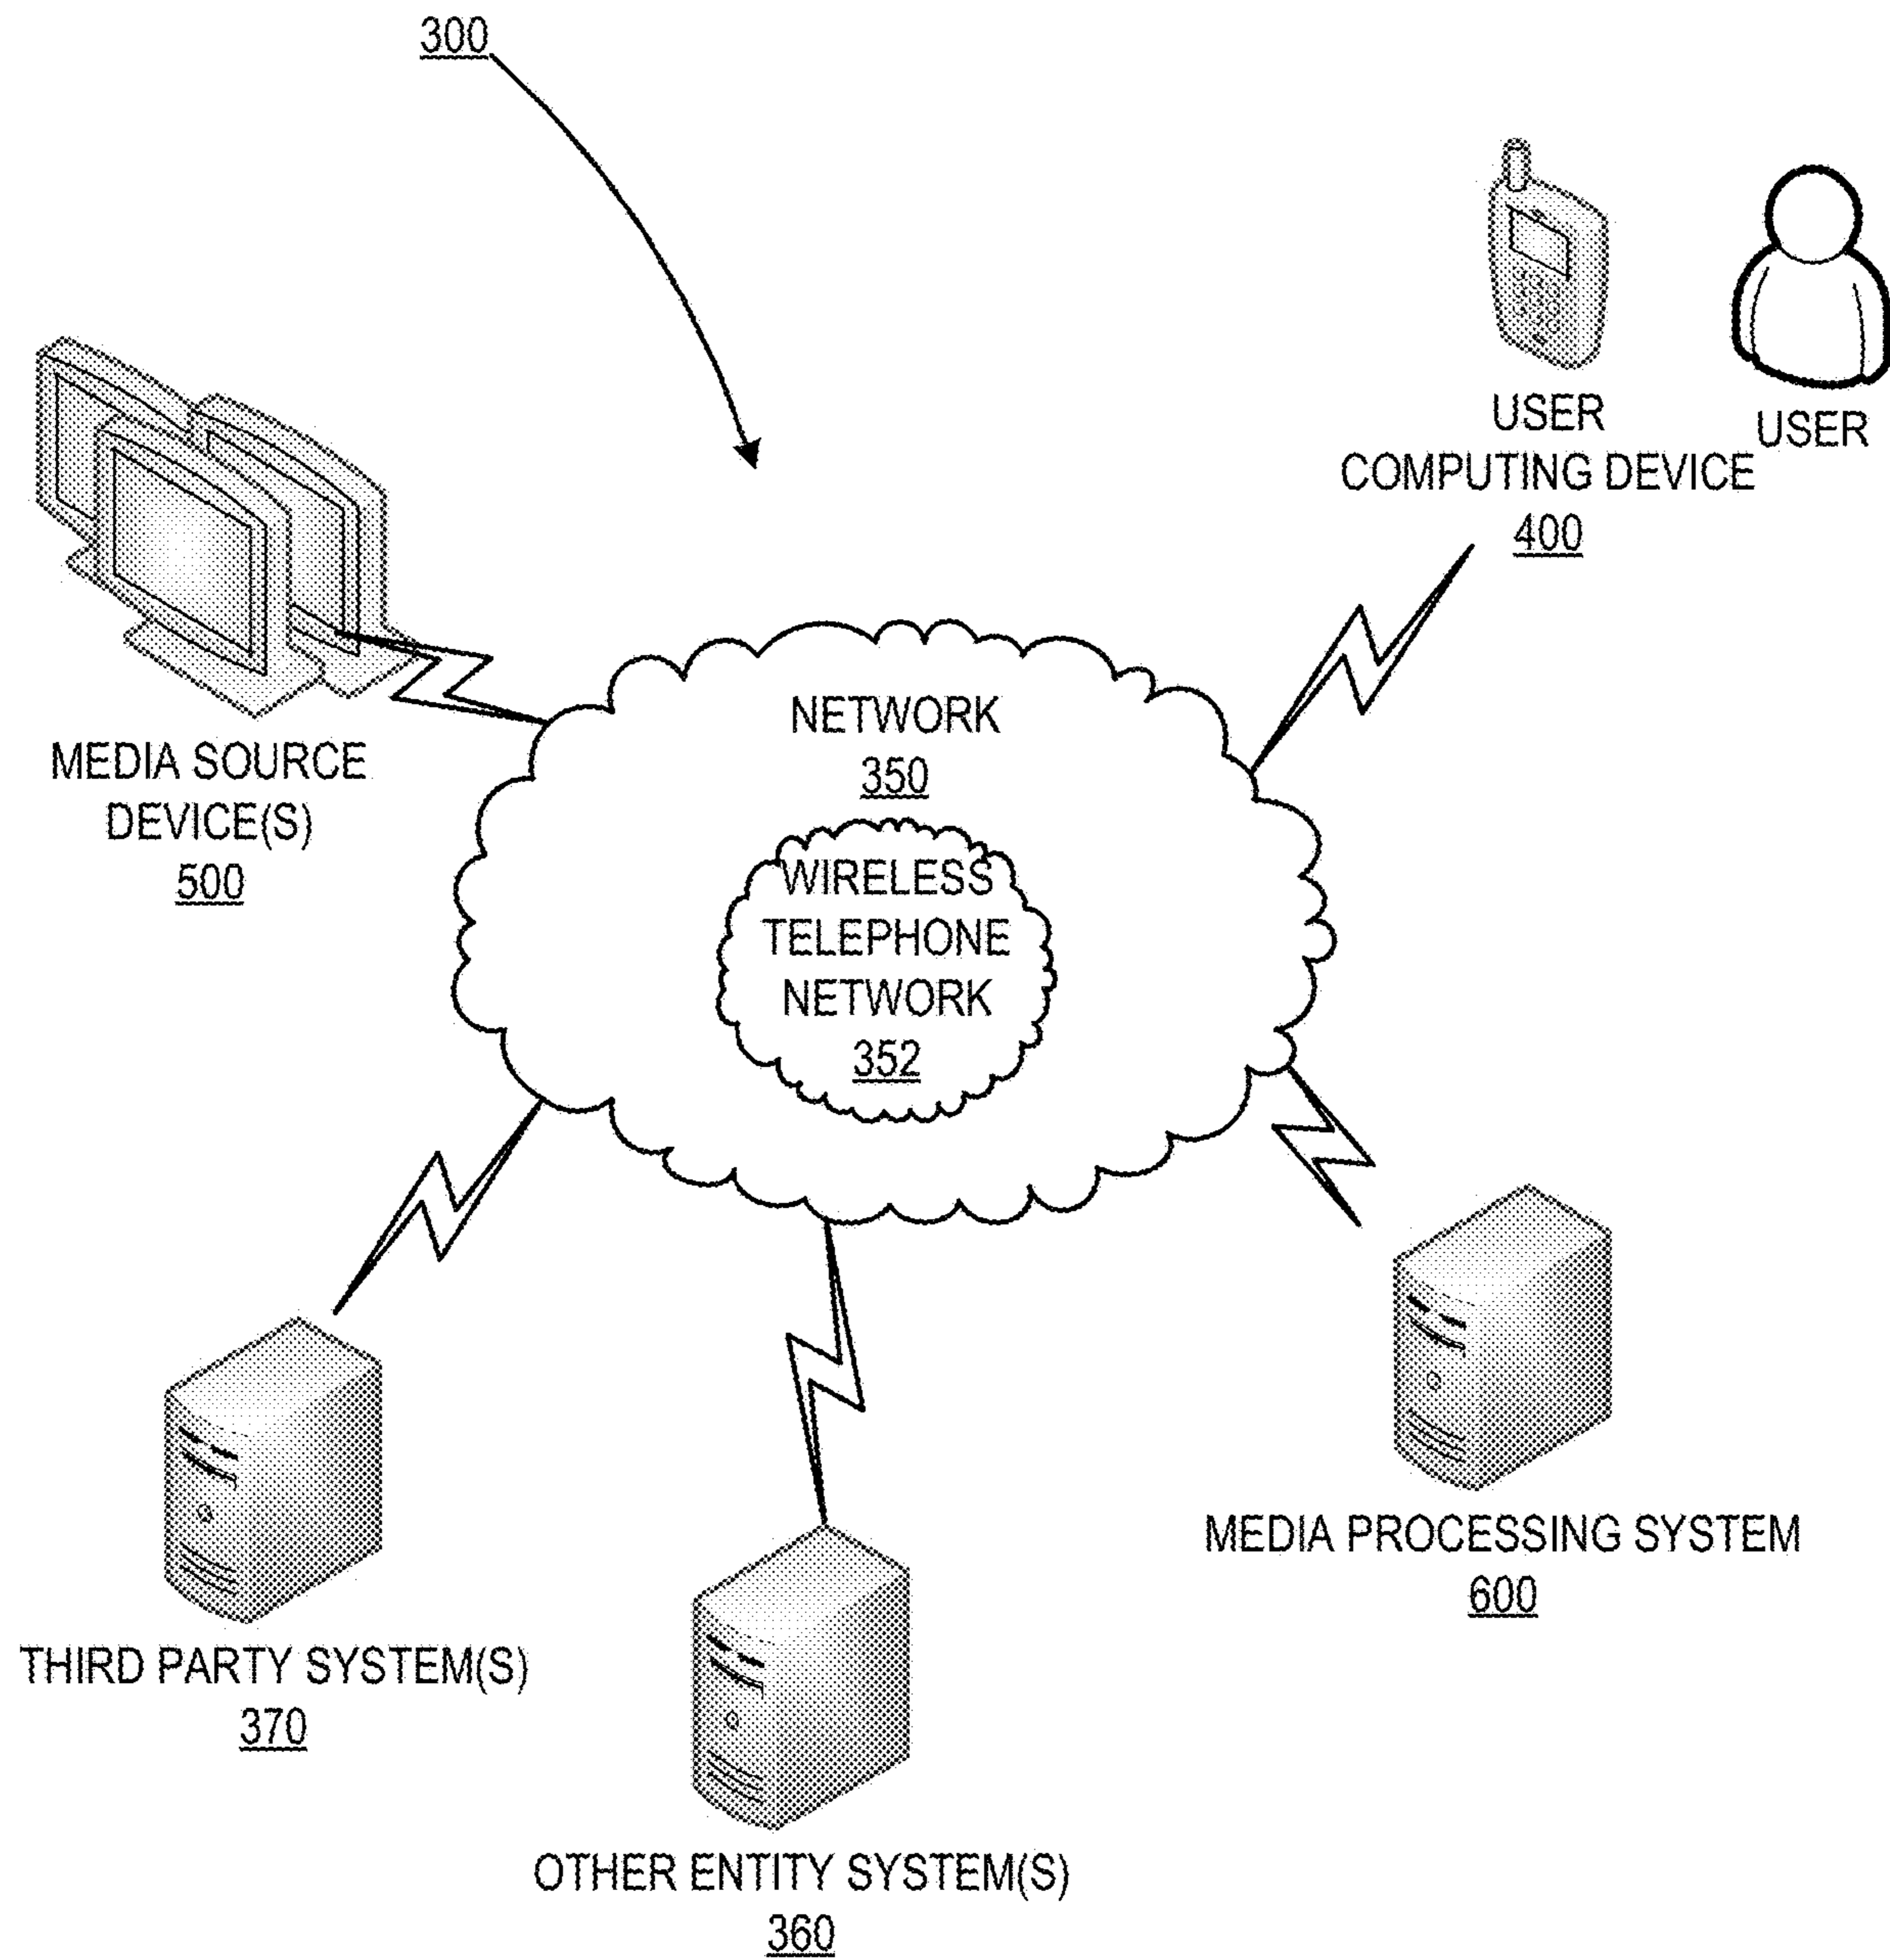 300
USER
COMPUTING DEVICE
400
USER
MEDIA SOURCE
DEVICE(S)
500
NETWORK
350
WIRELESS
TELEPHONE
NETWORK
352
MEDIA PROCESSING SYSTEM
600
THIRD PARTY SYSTEM(S)
370
OTHER ENTITY SYSTEM(S)
360